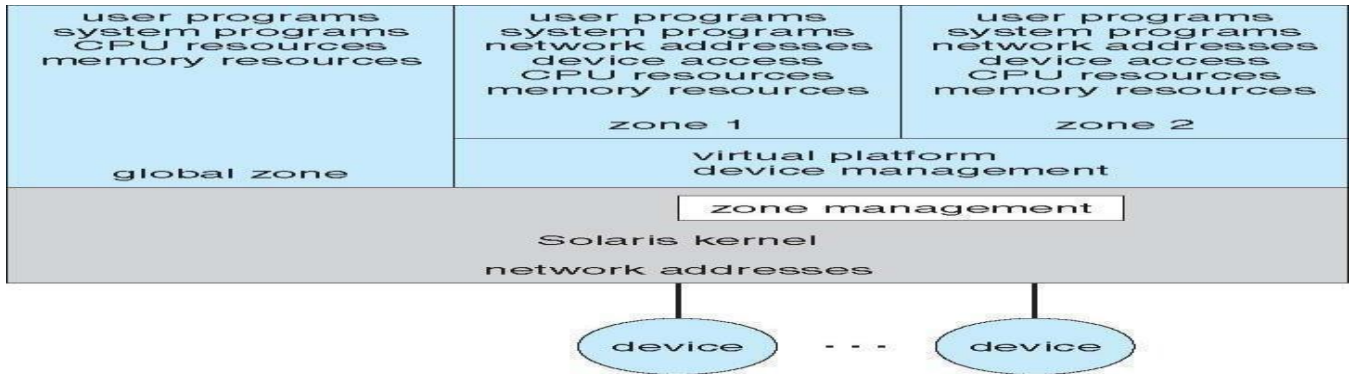 user programs
system programs
CPU resources
memory resources
global zone
user programs
system programs
network addresses
device access
CPU resources
memory resources
zone 1
user programs
system programs
network addresses
device access
CPU resources
memory resources
zone 2
virtual platform
device management
zone management
Solaris kernel
network addresses
device
- - -
device